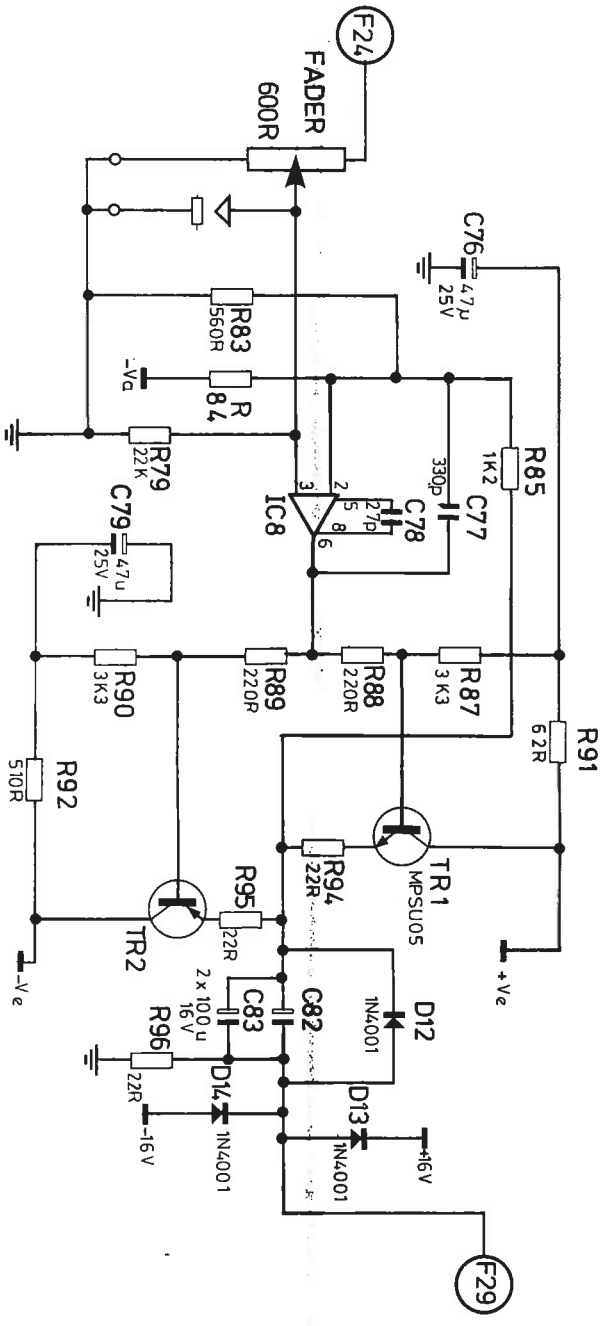 F24
FADER
600R
C76
47µ
25V
R83
560R
-Va
R
84
R79
22K
R85
1K2
330p
C77
C78
27p
2
5
3
8
6
IC8
C79
47u
25V
R90
3K3
R89
220R
R88
220R
R87
3K3
R91
62R
R92
510R
TR1
MPSU05
R94
22R
R95
22R
TR2
-Ve
+Ve
D12
1N4001
C82
C83
2 x 100u
16V
R96
22R
D14
1N4001
-16V
D13
1N4001
+16V
F29